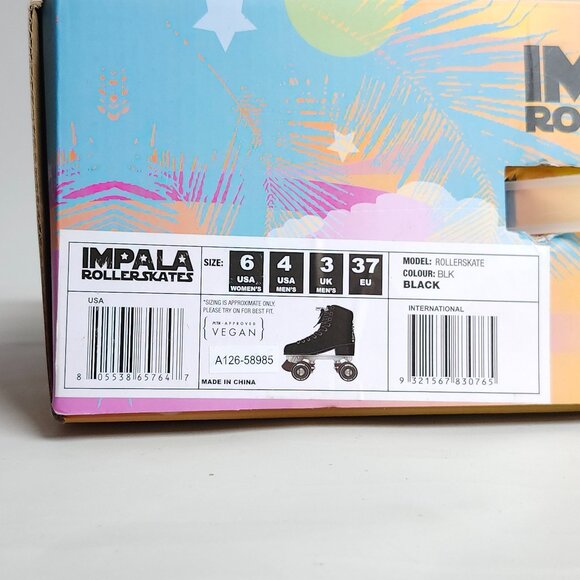 IMPALA
ROLLERSKATES
SIZE:
6 USA WOMEN'S
4 USA MEN'S
3 UK MEN'S
37 EU
MODEL: ROLLERSKATE
COLOUR: BLK
BLACK
USA
8 05538 65764 7
*SIZING IS APPROXIMATE ONLY.
PLEASE TRY ON FOR BEST FIT.
VEGAN
A126-58985
MADE IN CHINA
INTERNATIONAL
9 321567 830765